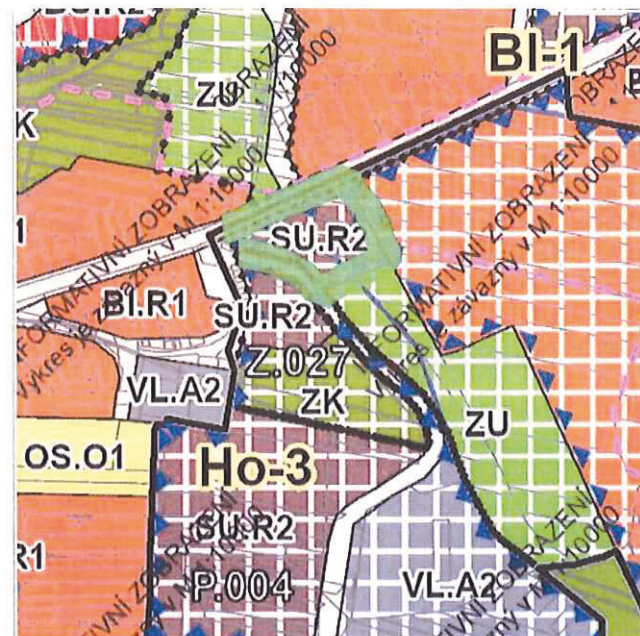 BI-1
ZU
K
INFORMATIVNÍ ZOBRAZENÍ
Výkres je závazný v M 1:10000
SU.R2
BI.R1
SU.R2
Z.027
VL.A2
ZK
ZU
OS.O1
Ho-3
SU.R2
R1
P.004
VL.A2